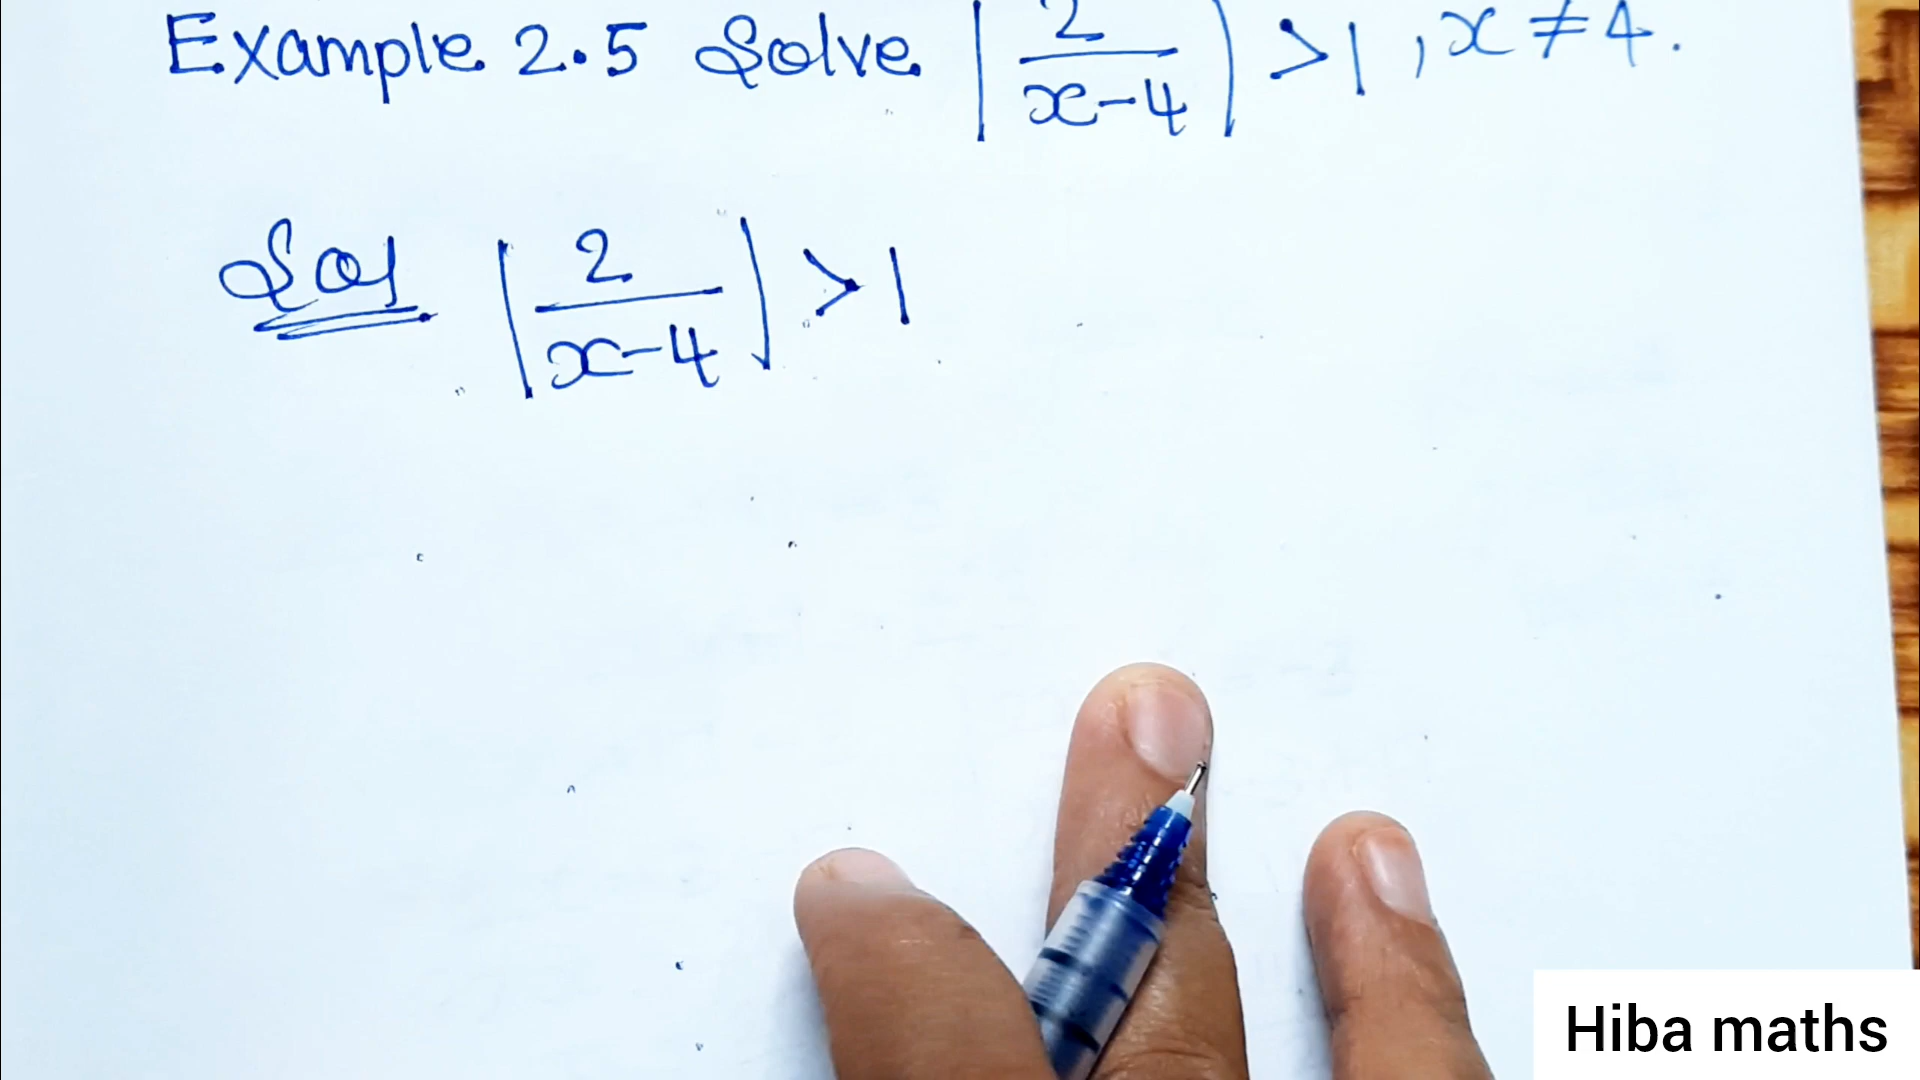 Example 2.5 Solve |2/(x-4)| >1, x≠4.
Sol |2/(x-4)| >1
Hiba maths